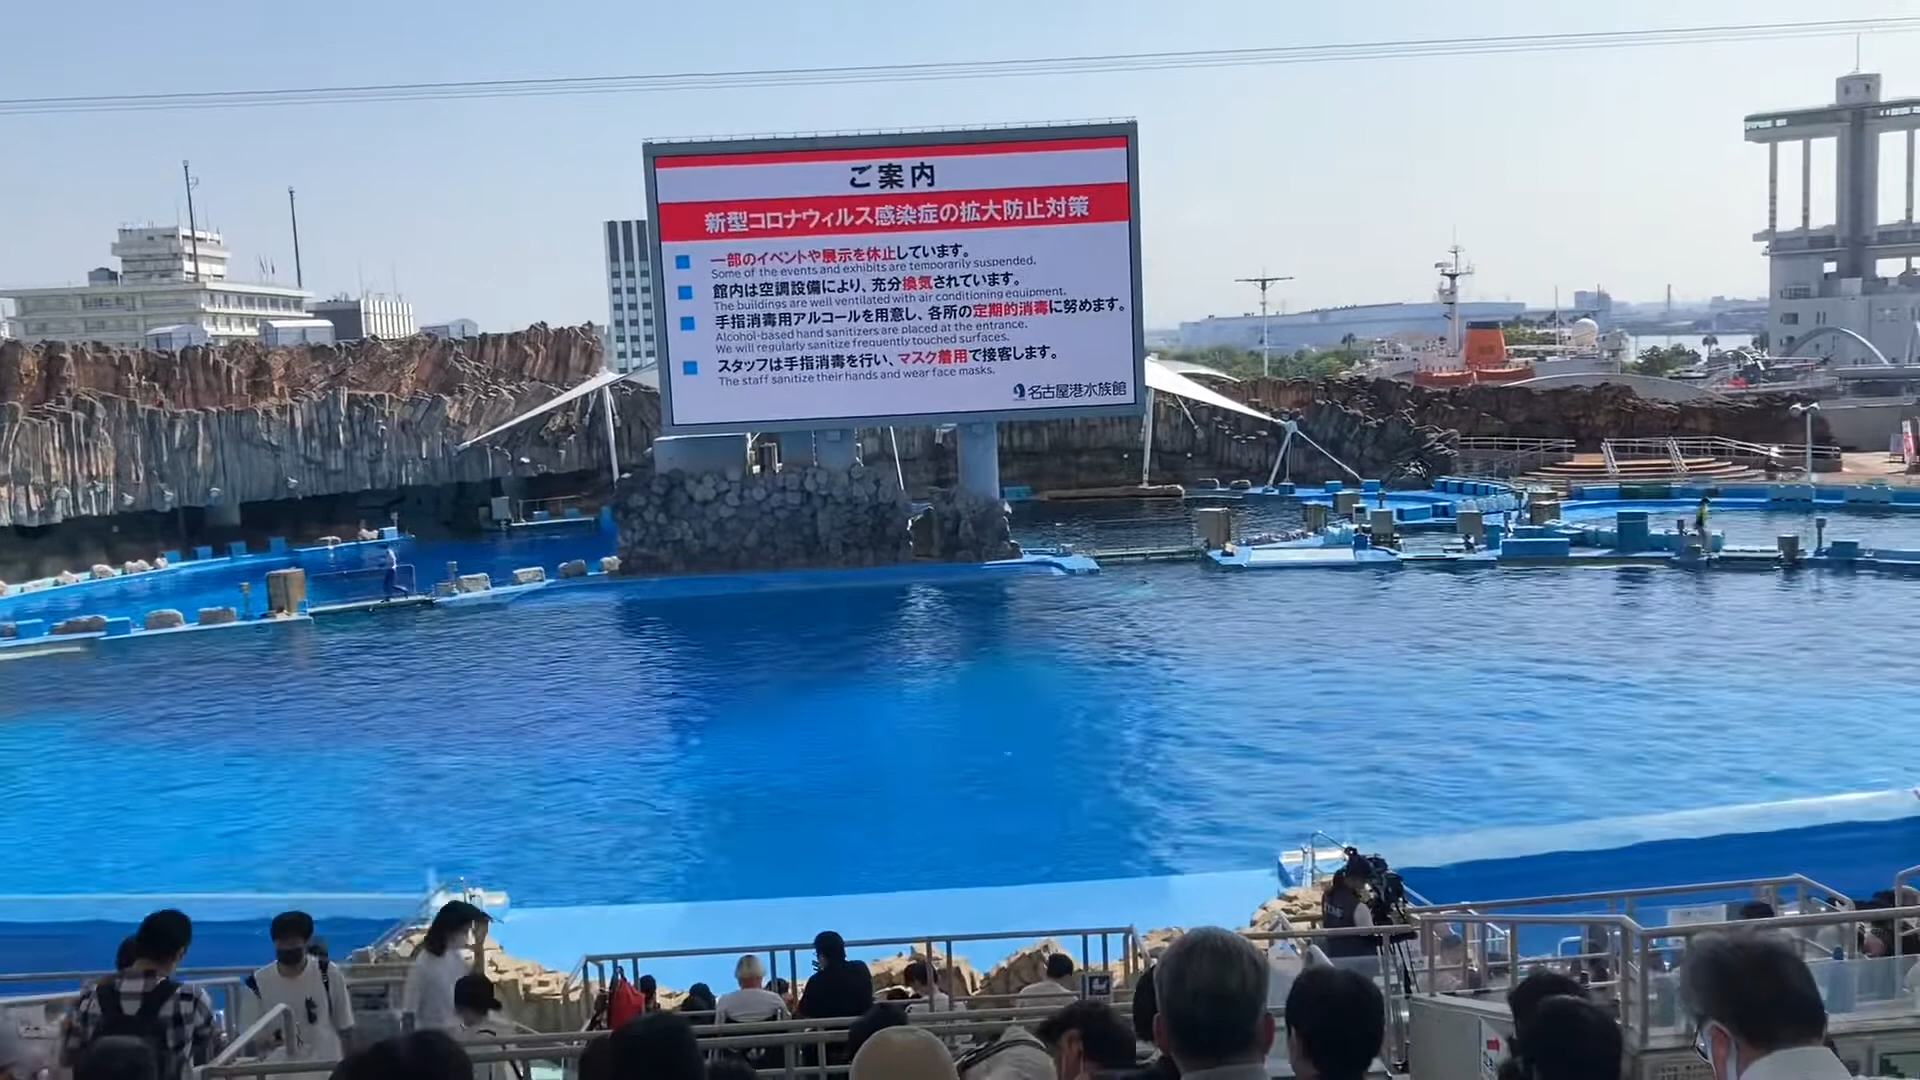 ご案内
新型コロナウィルス感染症の拡大防止対策
一部のイベントや展示を休止しています。
Some of the events and exhibits are temporarily suspended.
館内は空調設備により、充分換気されています。
The buildings are well ventilated with air conditioning equipment.
手指消毒用アルコールを用意し、各所の定期的消毒に努めます。
Alcohol-based hand sanitizers are placed at the entrance.
We will regularly sanitize frequently touched surfaces.
スタッフは手指消毒を行い、マスク着用で接客します。
The staff sanitize their hands and wear face masks.
名古屋港水族館